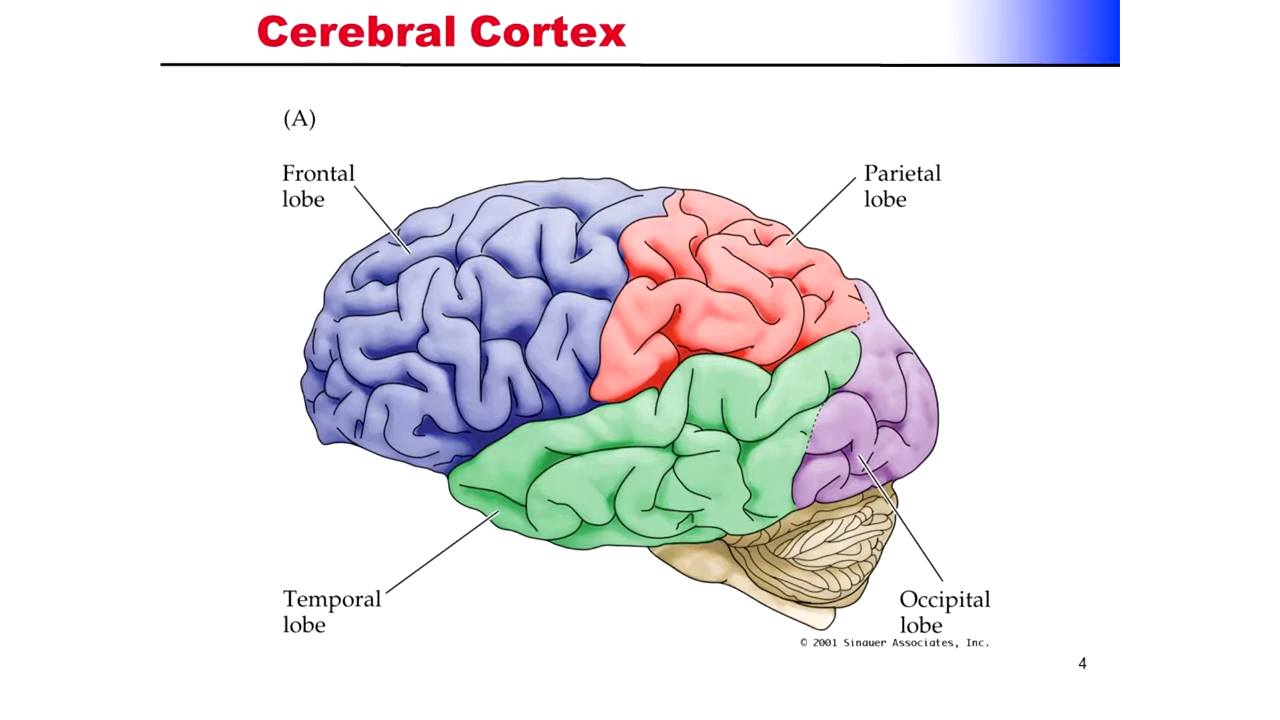 Cerebral Cortex
(A)
Frontal
lobe
Parietal
lobe
Temporal
lobe
Occipital
lobe
© 2001 Sinauer Associates, Inc.
4